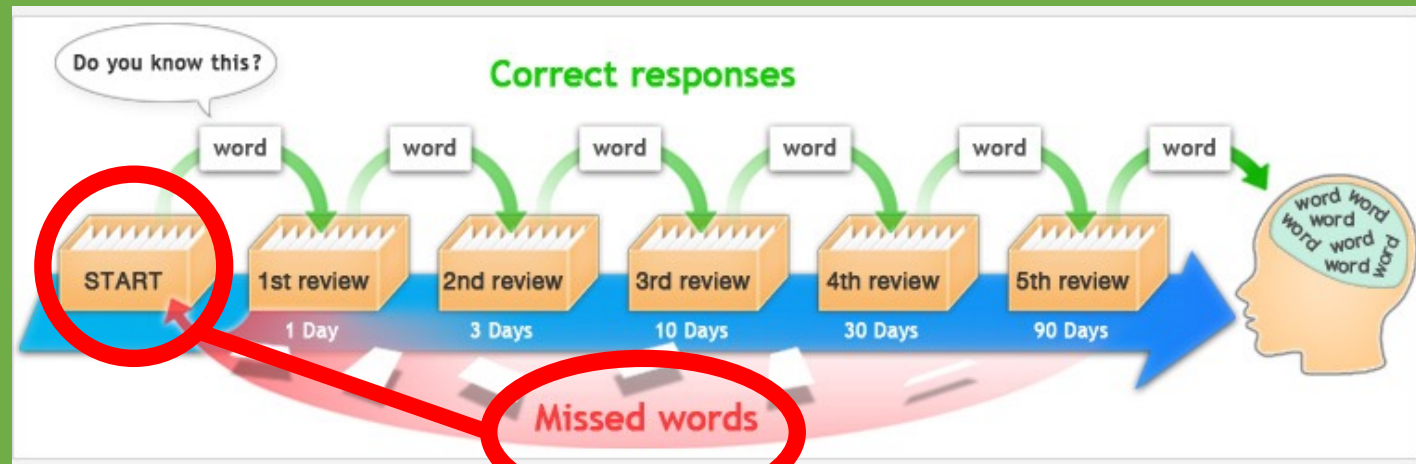 Do you know this?
Correct responses
word word word word word word
START 1st review 2nd review 3rd review 4th review 5th review
1 Day 3 Days 10 Days 30 Days 90 Days
Missed words
word word
word
word word
word word